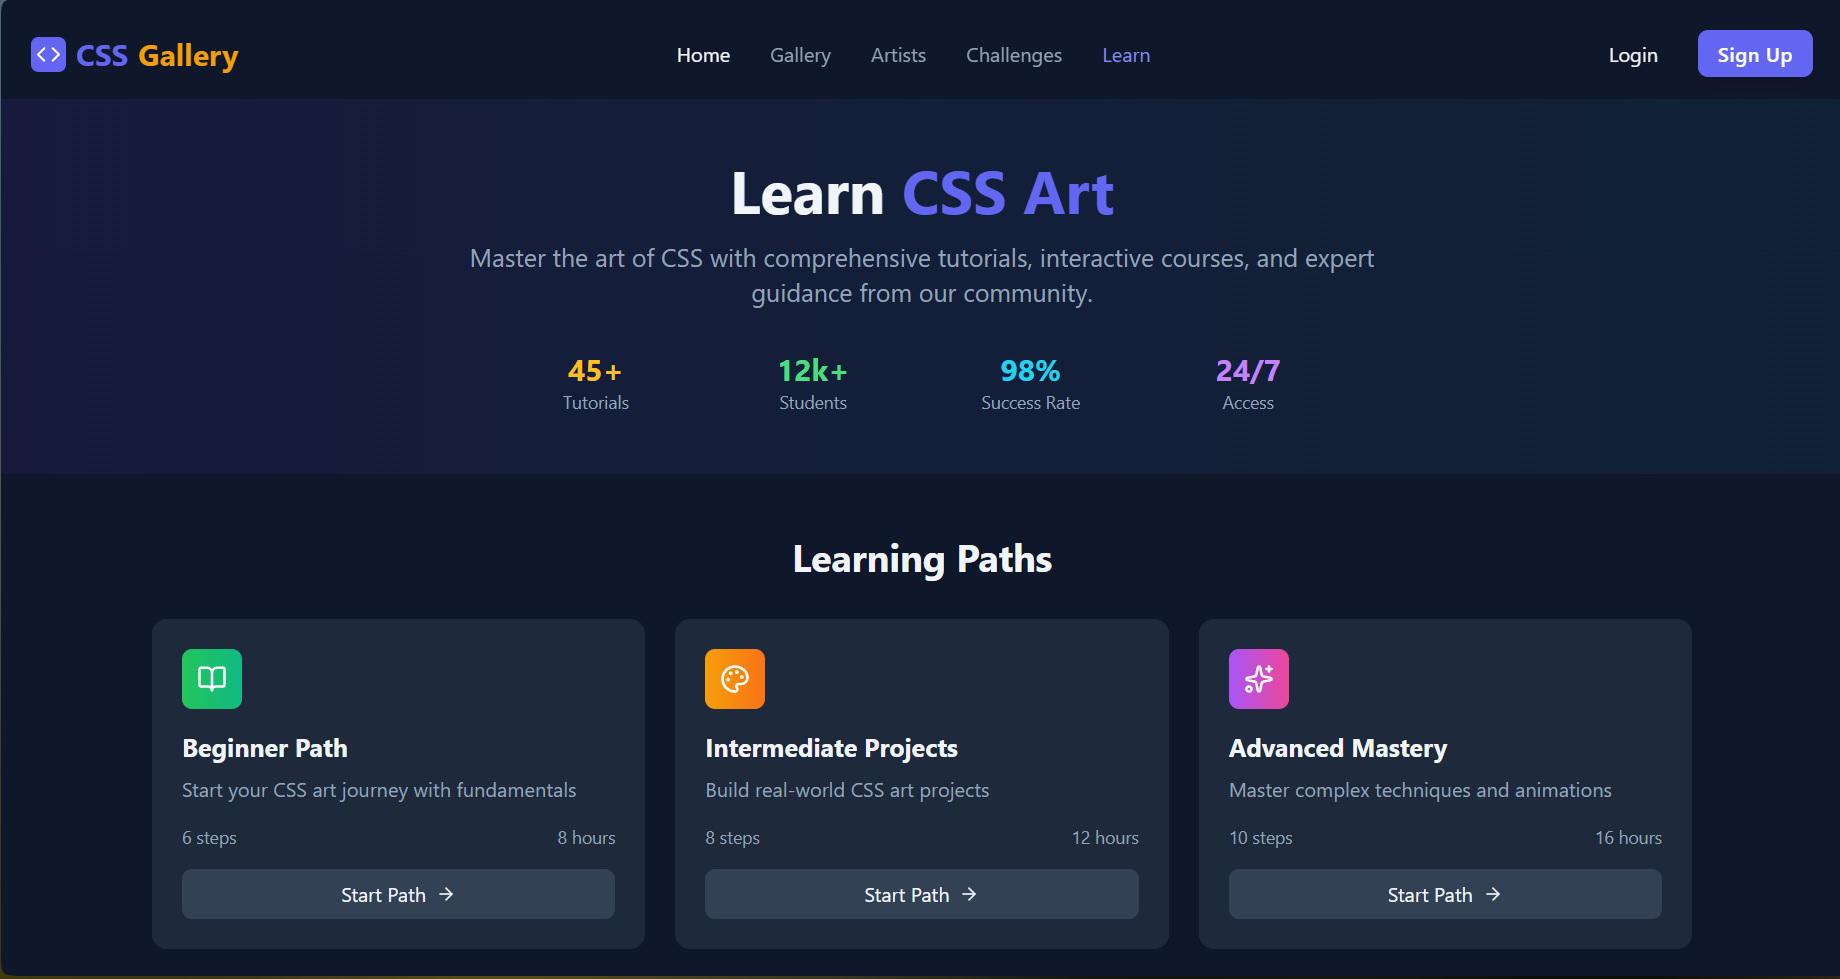 CSS Gallery
Home
Gallery
Artists
Challenges
Learn
Login
Sign Up
Learn CSS Art
Master the art of CSS with comprehensive tutorials, interactive courses, and expert
guidance from our community.
45+
Tutorials
12k+
Students
98%
Success Rate
24/7
Access
Learning Paths
Beginner Path
Start your CSS art journey with fundamentals
6 steps
8 hours
Start Path
Intermediate Projects
Build real-world CSS art projects
8 steps
12 hours
Start Path
Advanced Mastery
Master complex techniques and animations
10 steps
16 hours
Start Path